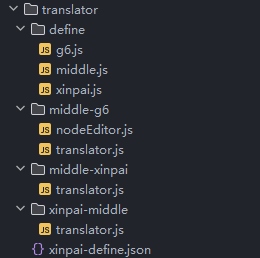 translator
define
g6.js
middle.js
xinpai.js
middle-g6
nodeEditor.js
translator.js
middle-xinpai
translator.js
xinpai-middle
translator.js
xinpai-define.json